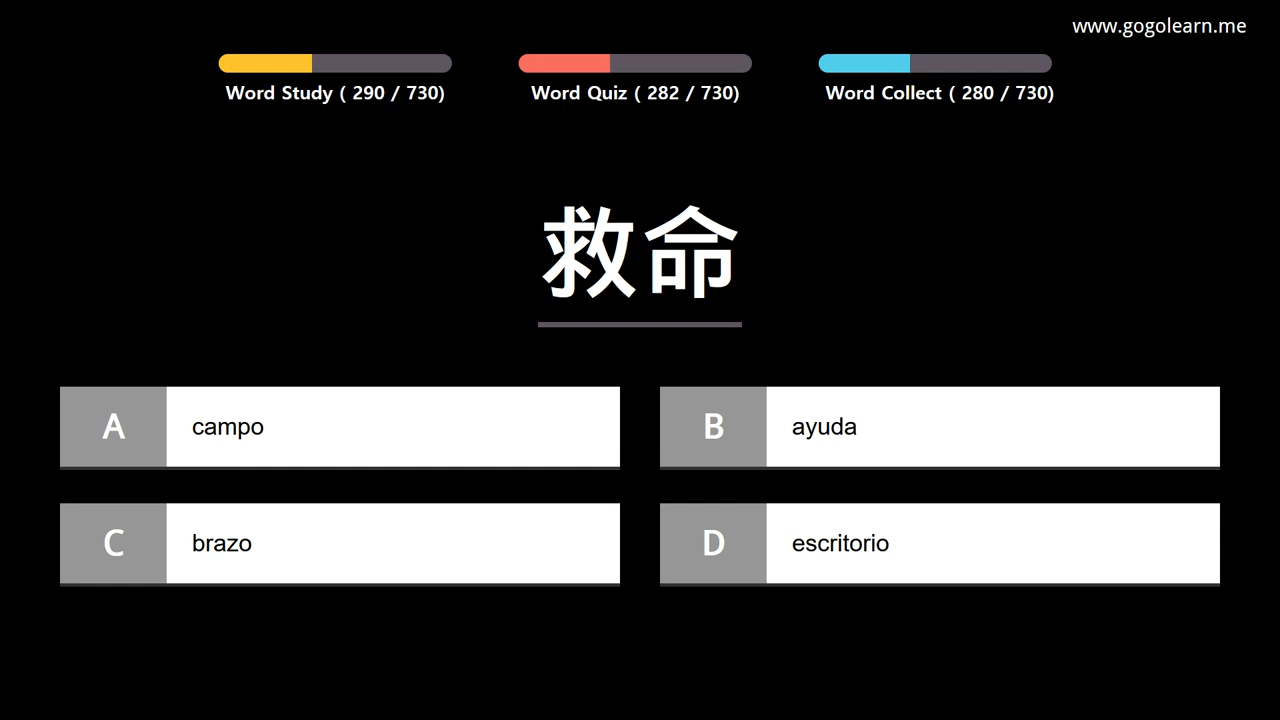 www.gogolearn.me
Word Study ( 290 / 730)
Word Quiz ( 282 / 730)
Word Collect ( 280 / 730)
救命
A campo
B ayuda
C brazo
D escritorio